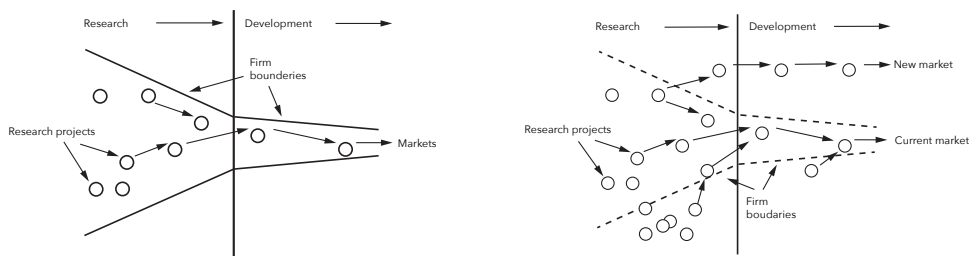 Research
Development
Firm
bounderies
Research projects
Markets
Research
Development
New market
Research projects
Current market
Firm
boudaries